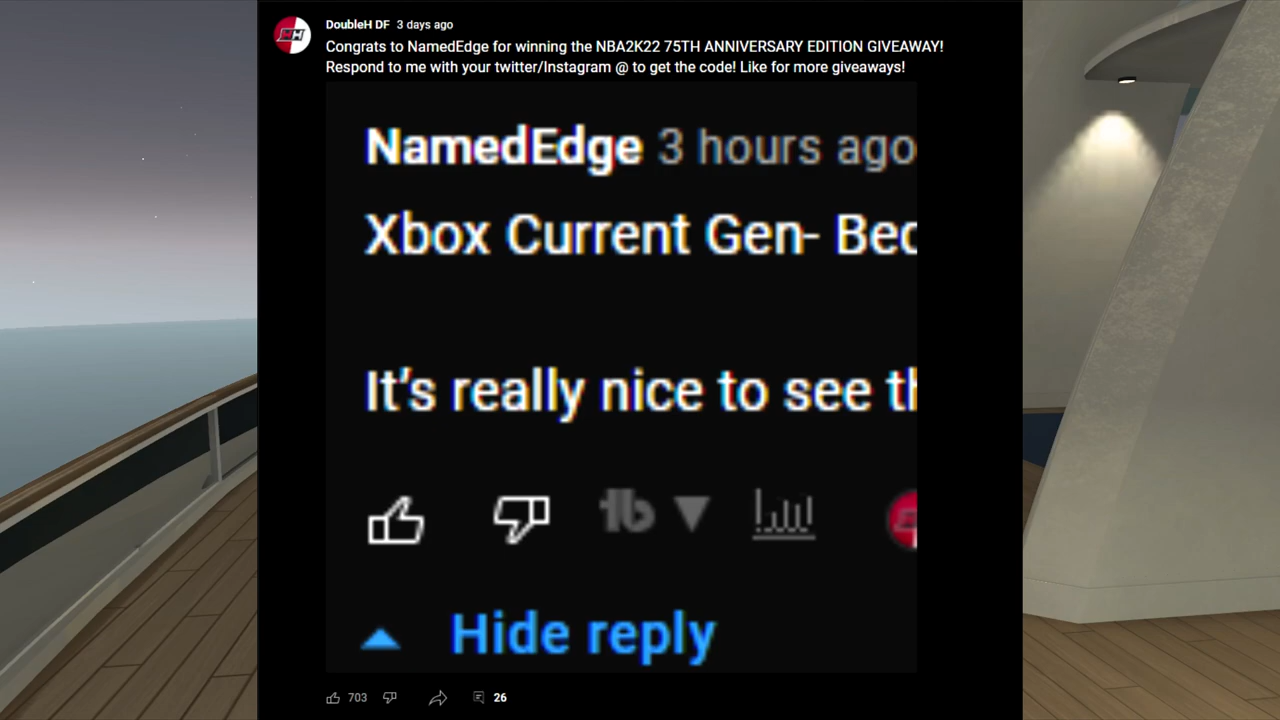 DoubleH DF 3 days ago
Congrats to NamedEdge for winning the NBA2K22 75TH ANNIVERSARY EDITION GIVEAWAY!
Respond to me with your twitter/Instagram @ to get the code! Like for more giveaways!
NamedEdge 3 hours ago
Xbox Current Gen- Bec
It's really nice to see th
Hide reply
703 26